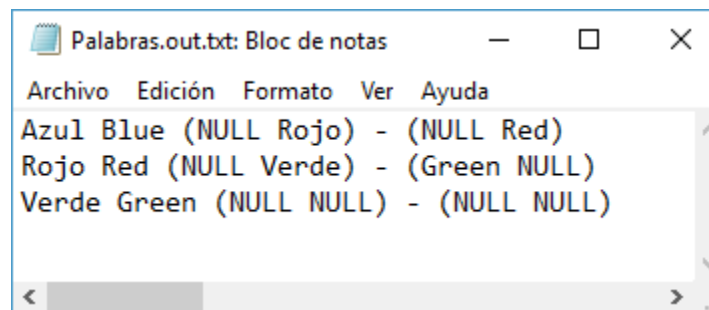 Palabras.out.txt: Bloc de notas
Archivo Edición Formato Ver Ayuda
Azul Blue (NULL Rojo) - (NULL Red)
Rojo Red (NULL Verde) - (Green NULL)
Verde Green (NULL NULL) - (NULL NULL)